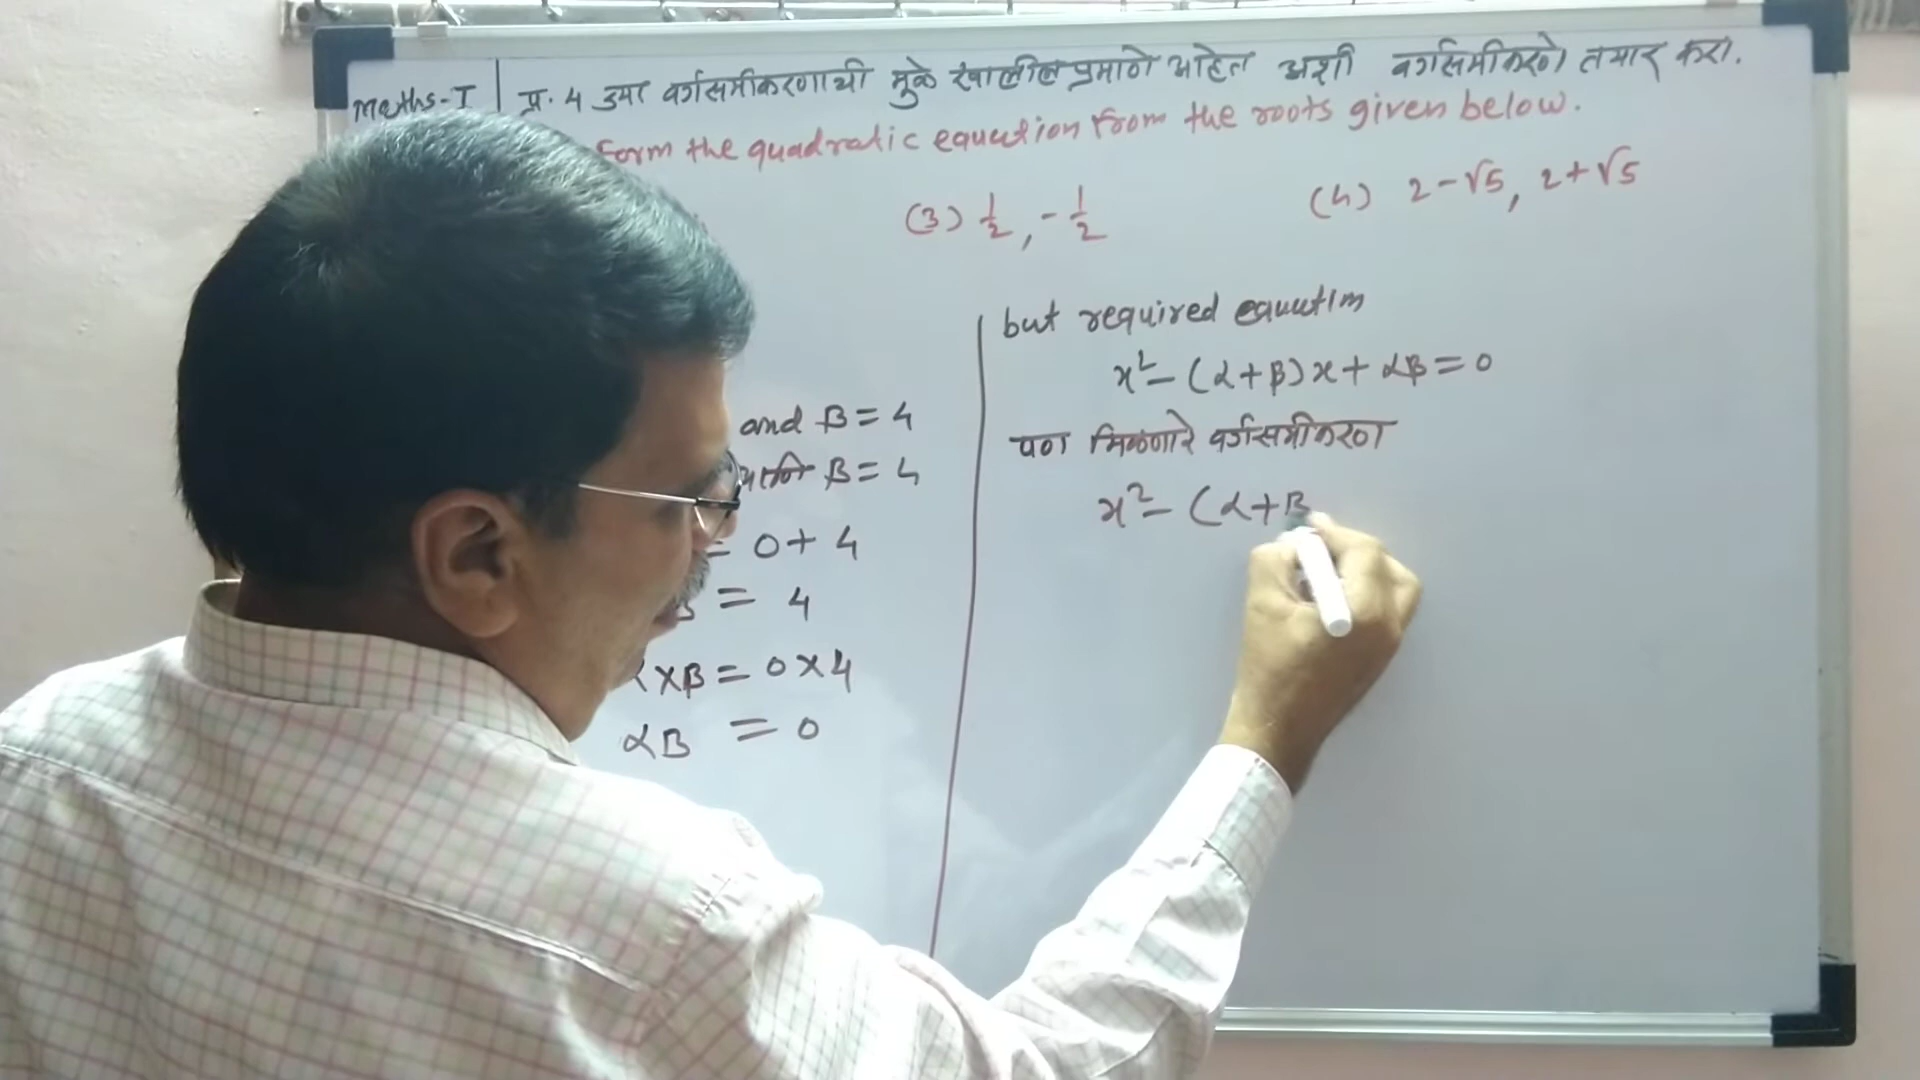 Maths-I प्र. 4 ज्या वर्गसमीकरणाची मुळे खालीलप्रमाणे आहेत अशी वर्गसमीकरणे तयार करा.
Form the quadratic equation from the roots given below.
(3) 1/2, -1/2 (4) 2-√5, 2+√5
and β = 4
आणि β = 4
= 0 + 4
= 4
α×β = 0×4
αβ = 0
but required equation
x² - (α+β)x + αβ = 0
पण मिळणारे वर्गसमीकरण
x² - (α+β